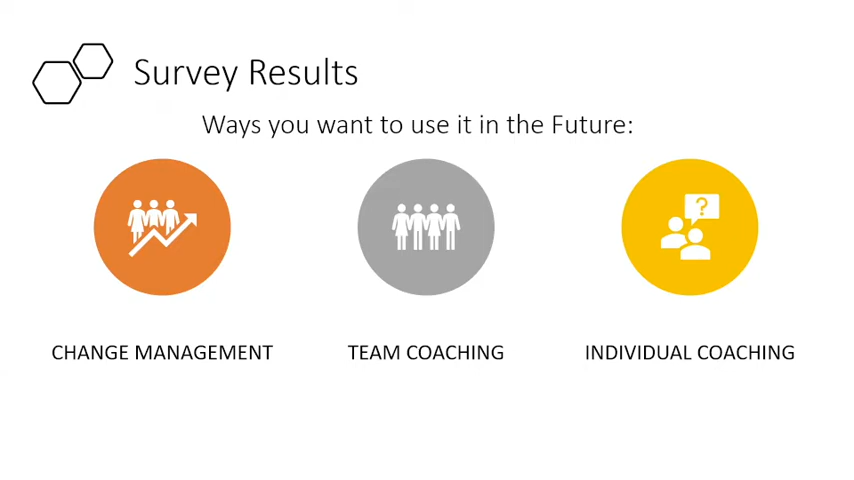 Survey Results
Ways you want to use it in the Future:
?
CHANGE MANAGEMENT
TEAM COACHING
INDIVIDUAL COACHING